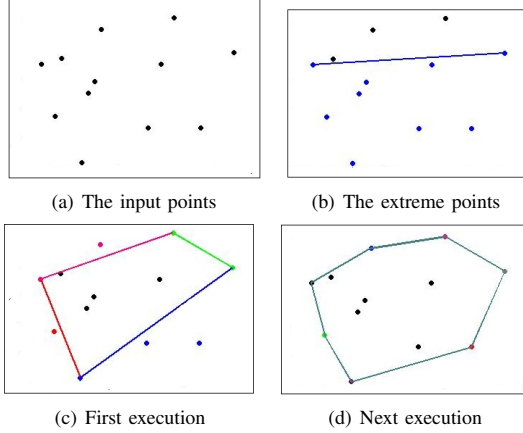 (a) The input points
(b) The extreme points
(c) First execution
(d) Next execution